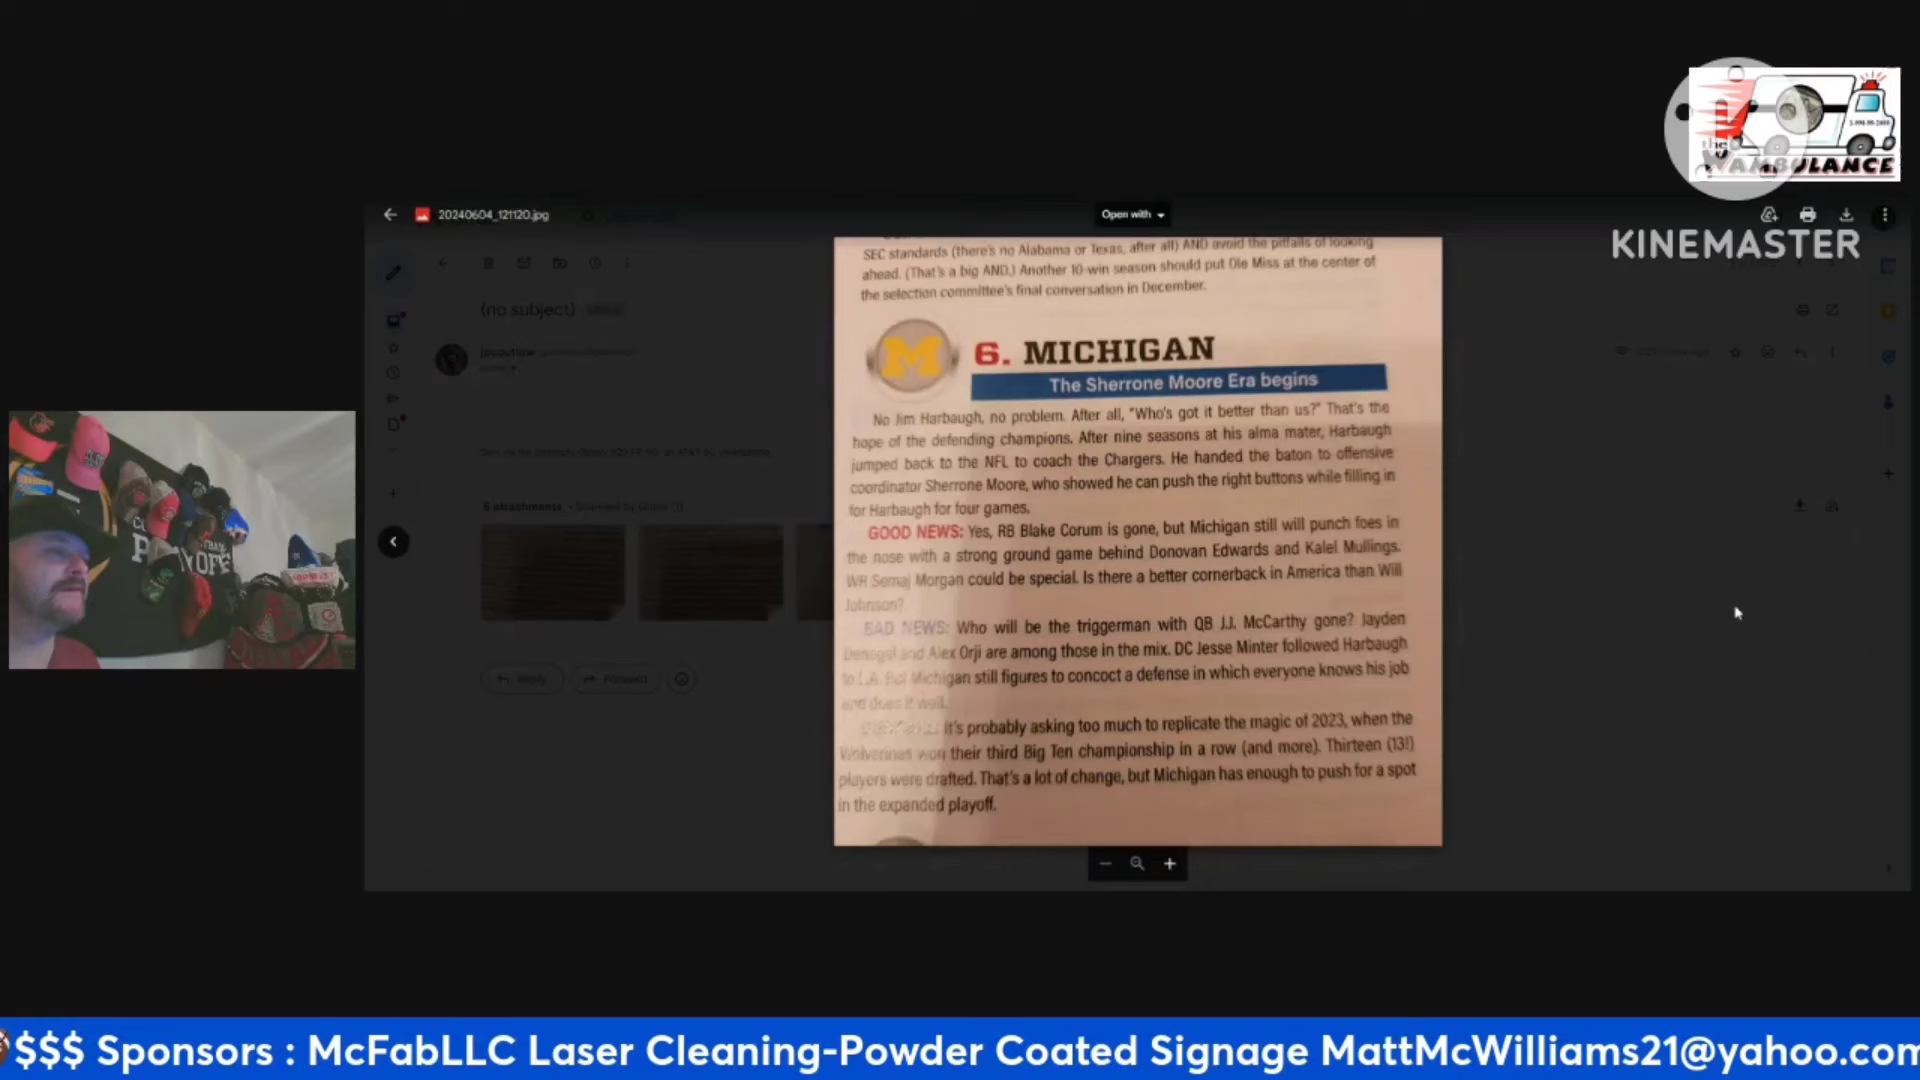 the
WAMBULANCE
KINEMASTER
20240604_121120.jpg
Open with
(no subject)
SEC standards (there's no Alabama or Texas, after all) AND avoid the pitfalls of looking
ahead. (That's a big AND.) Another 10-win season should put Ole Miss at the center of
the selection committee's final conversation in December.
M
6. MICHIGAN
The Sherrone Moore Era begins
No Jim Harbaugh, no problem. After all, "Who's got it better than us?" That's the
hope of the defending champions. After nine seasons at his alma mater, Harbaugh
jumped back to the NFL to coach the Chargers. He handed the baton to offensive
coordinator Sherrone Moore, who showed he can push the right buttons while filling in
for Harbaugh for four games.
GOOD NEWS: Yes, RB Blake Corum is gone, but Michigan still will punch foes in
the nose with a strong ground game behind Donovan Edwards and Kalel Mullings.
WR Semaj Morgan could be special. Is there a better cornerback in America than Will
Johnson?
BAD NEWS: Who will be the triggerman with QB J.J. McCarthy gone? Jayden
Denegal and Alex Orji are among those in the mix. DC Jesse Minter followed Harbaugh
to L.A. But Michigan still figures to concoct a defense in which everyone knows his job
and does it well.
It's probably asking too much to replicate the magic of 2023, when the
Wolverines won their third Big Ten championship in a row (and more). Thirteen (13!)
players were drafted. That's a lot of change, but Michigan has enough to push for a spot
in the expanded playoff.
6 attachments
Reply
Forward
$$$ Sponsors : McFabLLC Laser Cleaning-Powder Coated Signage MattMcWilliams21@yahoo.com